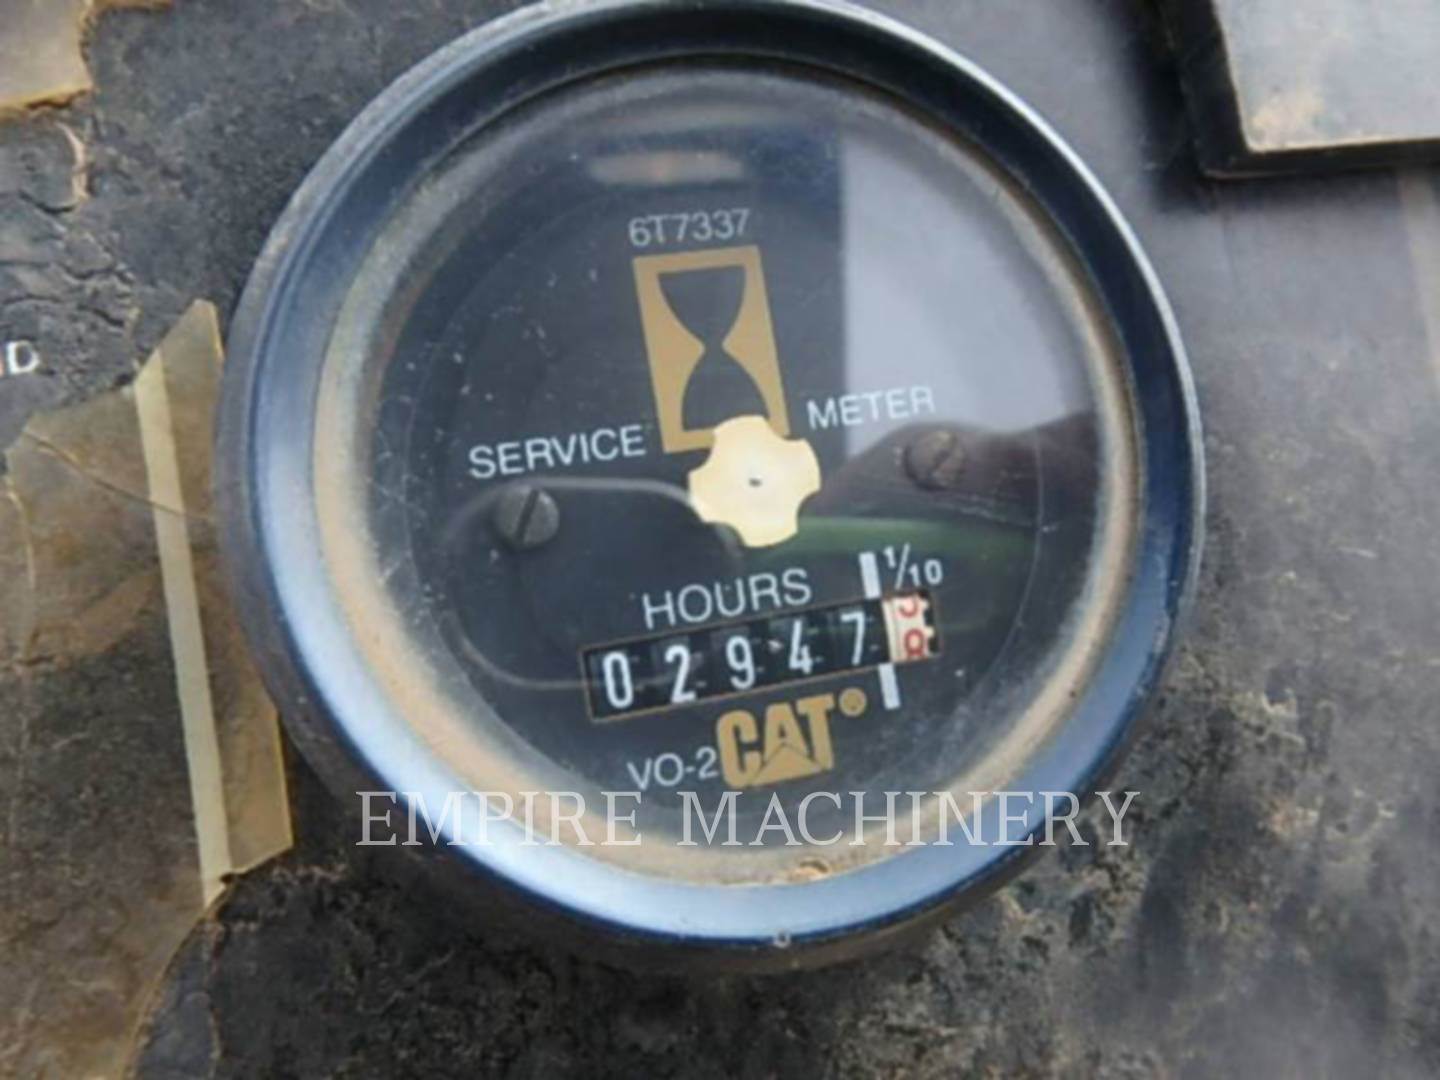 D
6T7337
SERVICE METER
HOURS 1/10
02947
VO-2 CAT®
EMPIRE MACHINERY